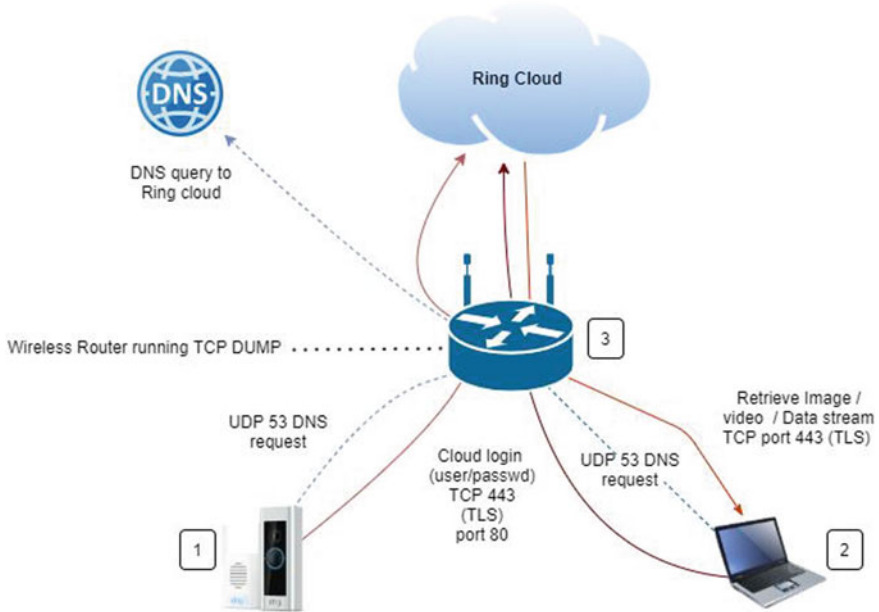 Ring Cloud
DNS
DNS query to
Ring cloud
3
Wireless Router running TCP DUMP
Retrieve Image /
video / Data stream
TCP port 443 (TLS)
UDP 53 DNS
request
Cloud login
(user/passwd)
TCP 443
(TLS)
port 80
UDP 53 DNS
request
1
2